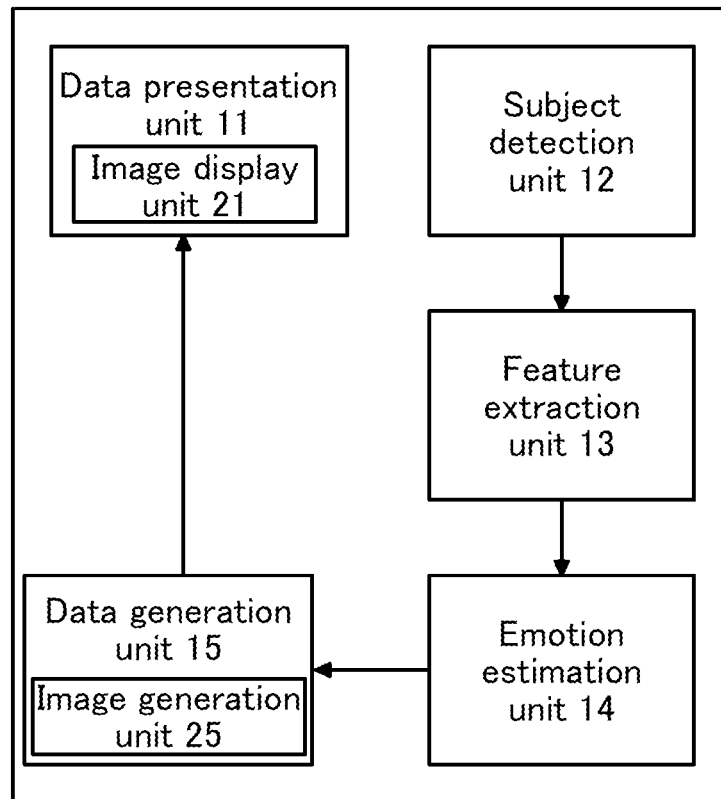 Data presentation
unit 11
Image display
unit 21
Subject
detection
unit 12
Feature
extraction
unit 13
Emotion
estimation
unit 14
Data generation
unit 15
Image generation
unit 25